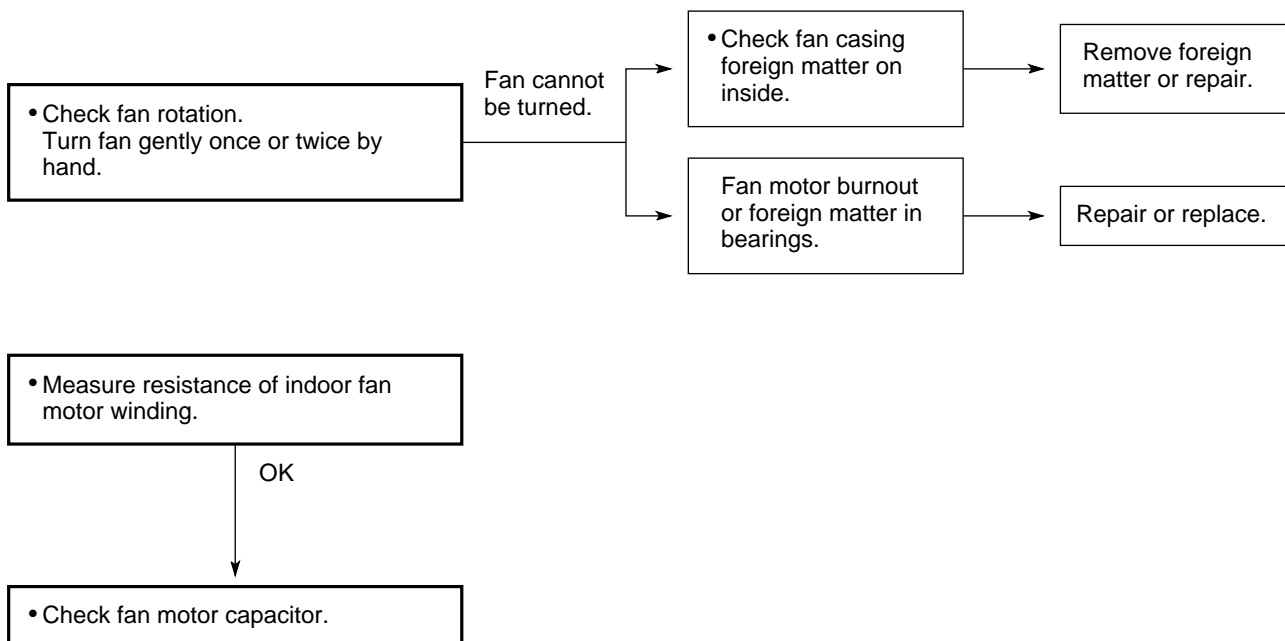 • Check fan rotation.
Turn fan gently once or twice by
hand.
Fan cannot
be turned.
• Check fan casing
foreign matter on
inside.
Remove foreign
matter or repair.
Fan motor burnout
or foreign matter in
bearings.
Repair or replace.
• Measure resistance of indoor fan
motor winding.
OK
• Check fan motor capacitor.